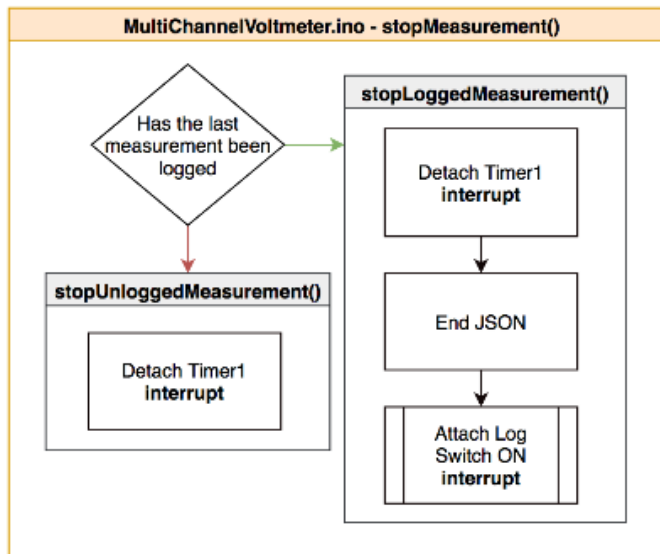 MultiChannelVoltmeter.ino - stopMeasurement()
Has the last
measurement been
logged
stopLoggedMeasurement()
Detach Timer1
interrupt
End JSON
Attach Log
Switch ON
interrupt
stopUnloggedMeasurement()
Detach Timer1
interrupt